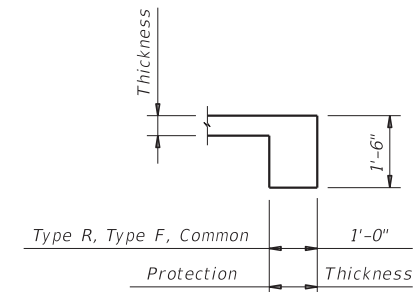 Thickness
1'-6"
Type R, Type F, Common 1'-0"
Protection Thickness